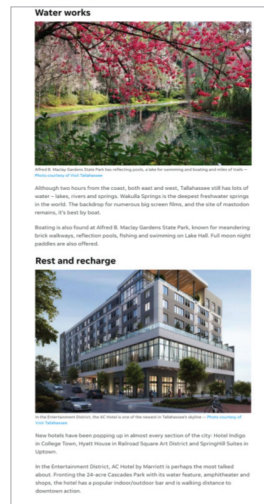 Water works
Alfred B. Maclay Gardens State Park has reflecting pools, a lake for swimming and boating and miles of trails —
Photo courtesy of Visit Tallahassee
Although two hours from the coast, both east and west, Tallahassee still has lots of
water – lakes, rivers and springs. Wakulla Springs is the deepest freshwater springs
in the world. The backdrop for numerous big screen films, and the site of mastodon
remains, it's best by boat.
Boating is also found at Alfred B. Maclay Gardens State Park, known for meandering
brick walkways, reflection pools, fishing and swimming on Lake Hall. Full moon night
paddles are also offered.
Rest and recharge
In the Entertainment District, the AC Hotel is one of the newest in Tallahassee's skyline — Photo courtesy of
Visit Tallahassee
New hotels have been popping up in almost every section of the city: Hotel Indigo
in College Town, Hyatt House in Railroad Square Art District and SpringHill Suites in
Uptown.
In the Entertainment District, AC Hotel by Marriott is perhaps the most talked
about. Fronting the 24-acre Cascades Park with its water feature, amphitheater and
shops, the hotel has a popular indoor/outdoor bar and is walking distance to
downtown action.